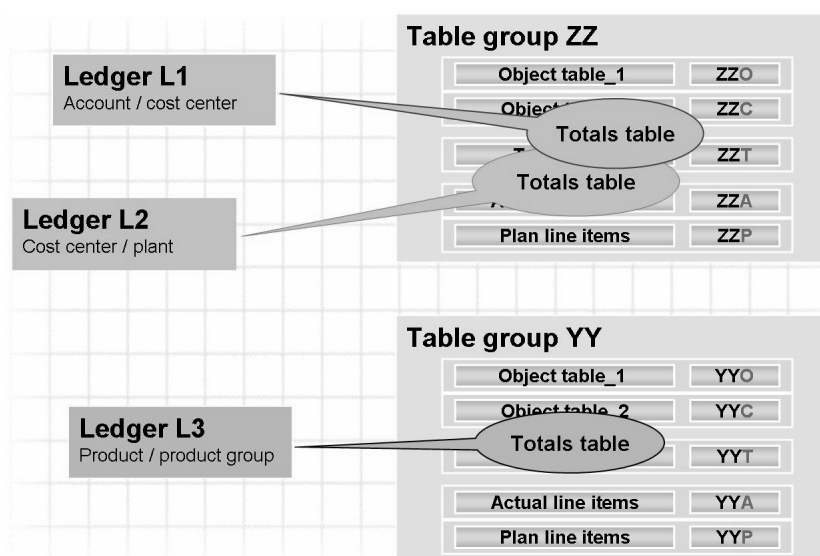 Table group ZZ
Ledger L1
Account / cost center
Object table_1 ZZO
ZZC
Totals table
ZZT
Totals table
ZZA
Ledger L2
Cost center / plant
Plan line items ZZP
Table group YY
Object table_1 YYO
Object table_2 YYC
Ledger L3
Product / product group
Totals table
YYT
Actual line items YYA
Plan line items YYP